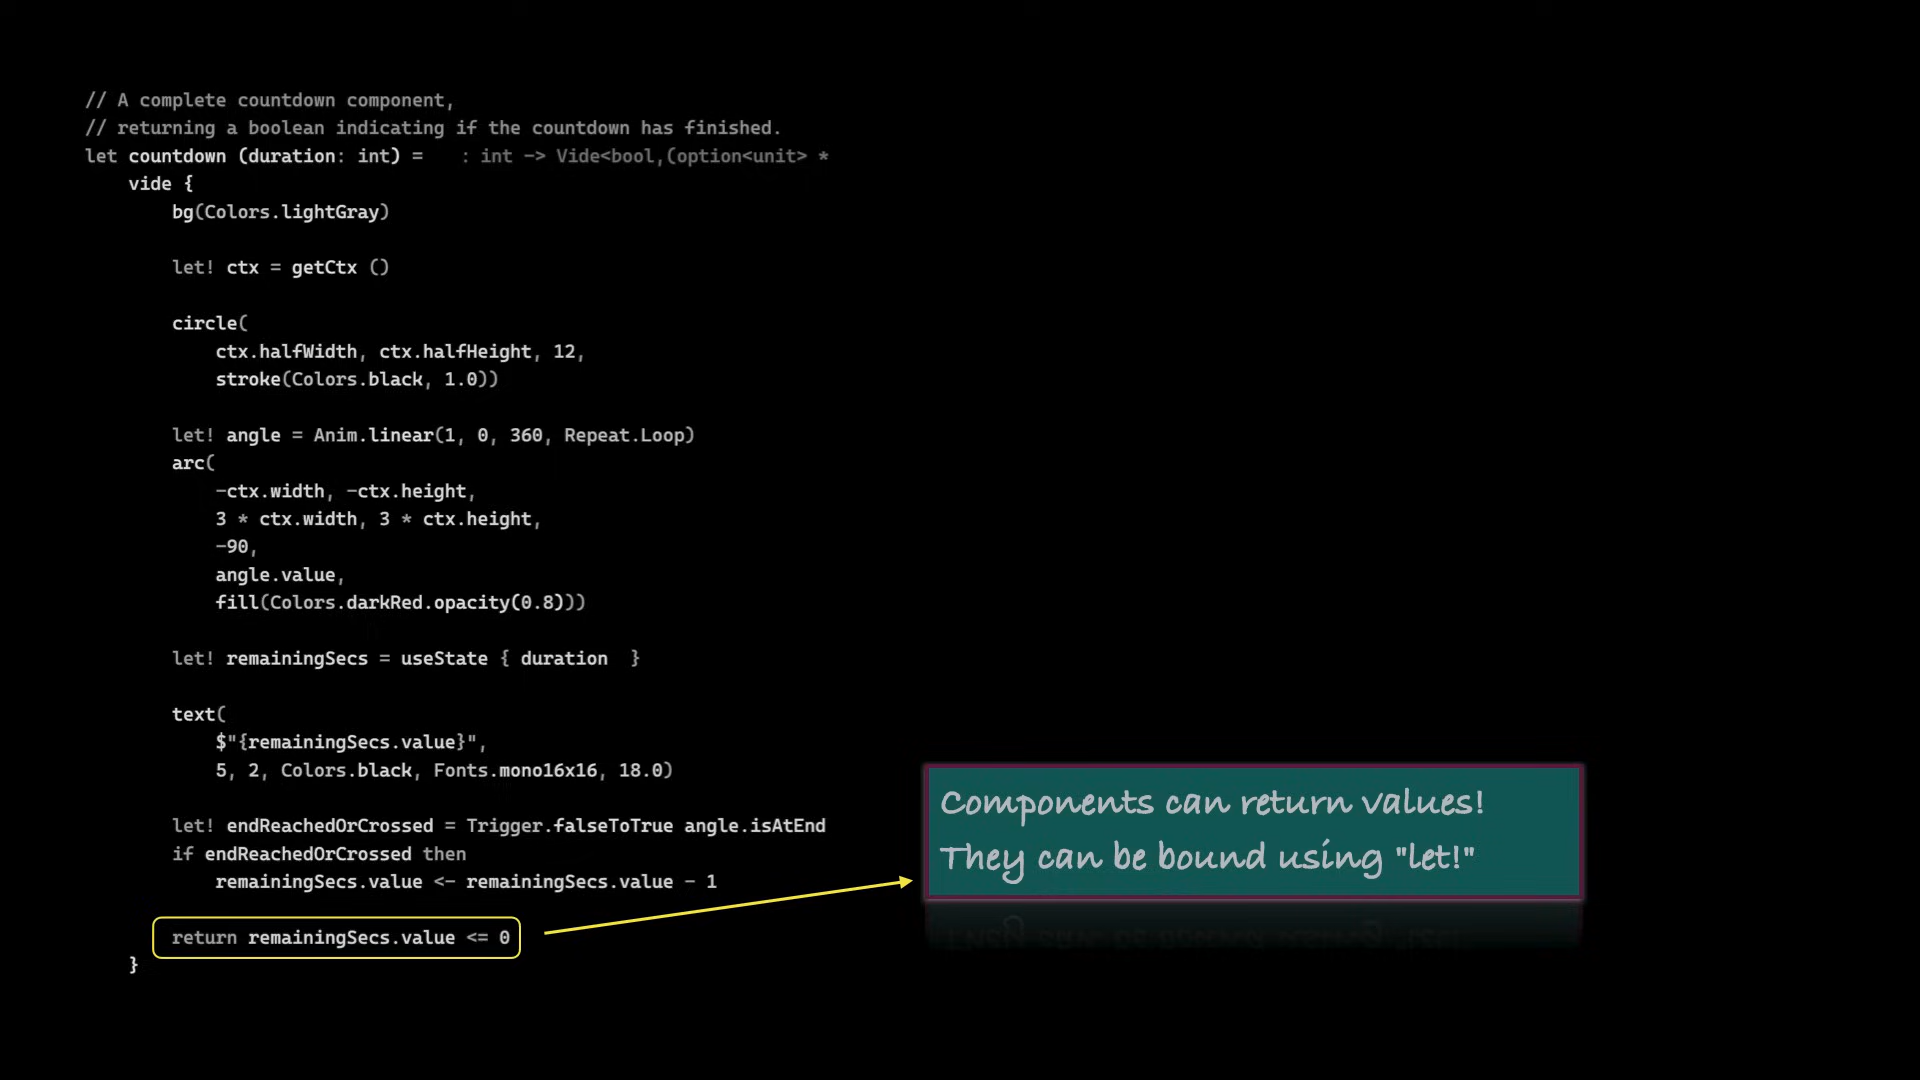 // A complete countdown component,
// returning a boolean indicating if the countdown has finished.
let countdown (duration: int) =   : int -> Vide<bool,(option<unit> *
    vide {
        bg(Colors.lightGray)

        let! ctx = getCtx ()

        circle(
            ctx.halfWidth, ctx.halfHeight, 12,
            stroke(Colors.black, 1.0))

        let! angle = Anim.linear(1, 0, 360, Repeat.Loop)
        arc(
            -ctx.width, -ctx.height,
            3 * ctx.width, 3 * ctx.height,
            -90,
            angle.value,
            fill(Colors.darkRed.opacity(0.8)))

        let! remainingSecs = useState { duration  }

        text(
            $"{remainingSecs.value}",
            5, 2, Colors.black, Fonts.mono16x16, 18.0)

        let! endReachedOrCrossed = Trigger.falseToTrue angle.isAtEnd
        if endReachedOrCrossed then
            remainingSecs.value <- remainingSecs.value - 1

        return remainingSecs.value <= 0
    }
Components can return values!
They can be bound using "let!"